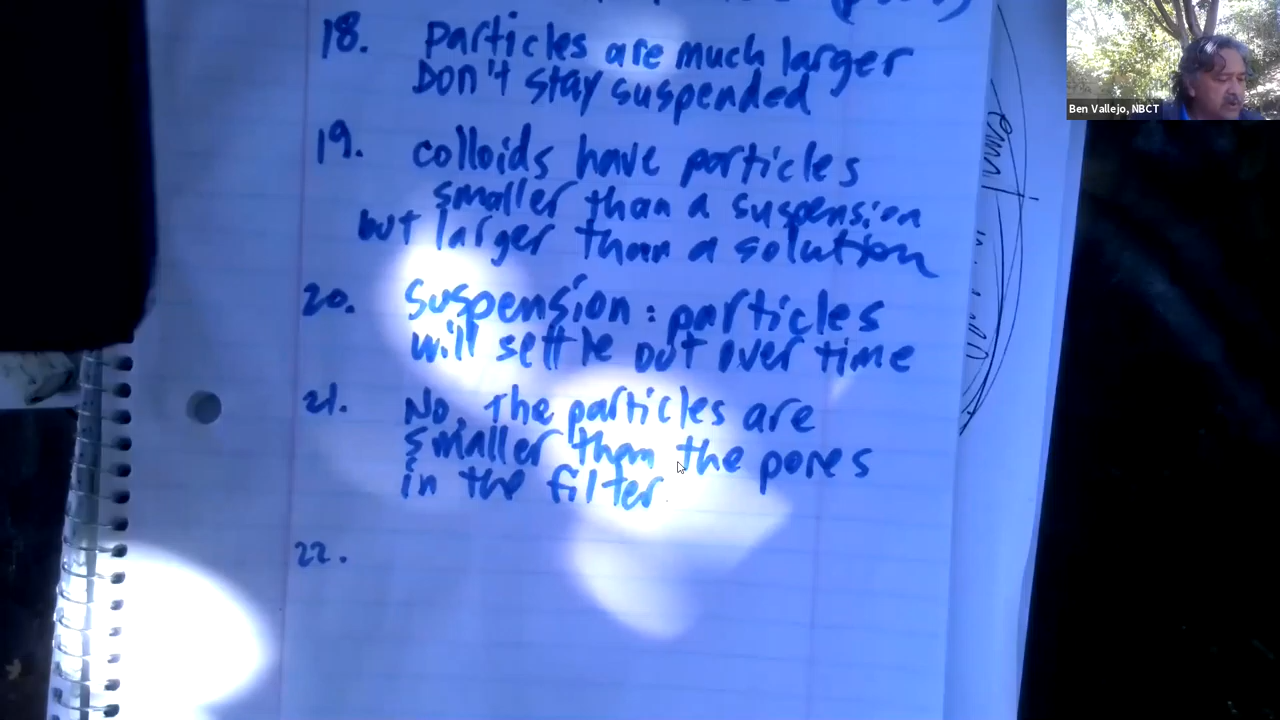 18. Particles are much larger
Don't stay suspended
19. colloids have particles
smaller than a suspension
but larger than a solution
20. Suspension: particles
will settle out over time
21. No, the particles are
smaller than the pores
in the filter.
22.
Ben Vallejo, NBCT